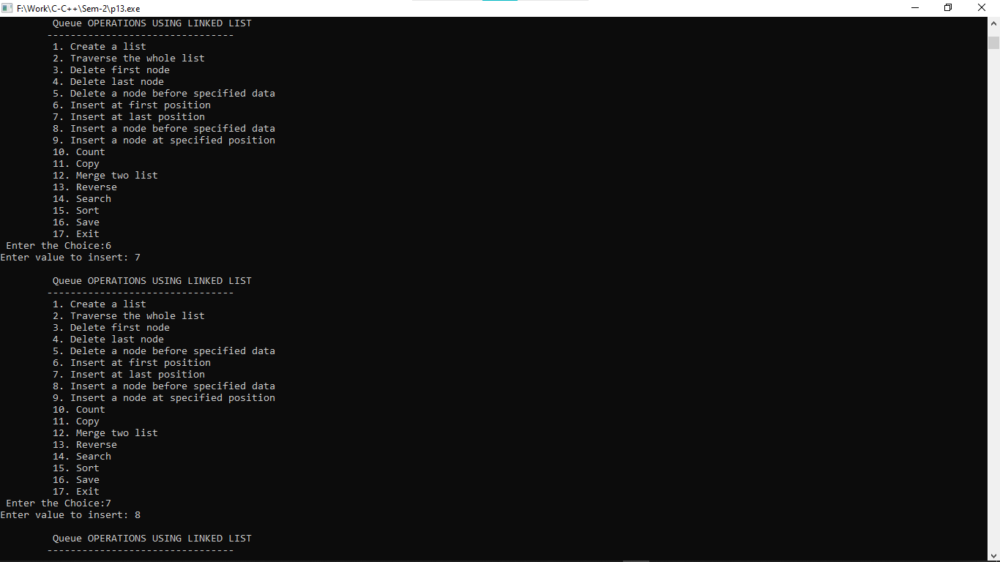 F:\Work\C-C++\Sem-2\p13.exe
Queue OPERATIONS USING LINKED LIST
--------------------------------
1. Create a list
2. Traverse the whole list
3. Delete first node
4. Delete last node
5. Delete a node before specified data
6. Insert at first position
7. Insert at last position
8. Insert a node before specified data
9. Insert a node at specified position
10. Count
11. Copy
12. Merge two list
13. Reverse
14. Search
15. Sort
16. Save
17. Exit
Enter the Choice:6
Enter value to insert: 7
Queue OPERATIONS USING LINKED LIST
--------------------------------
1. Create a list
2. Traverse the whole list
3. Delete first node
4. Delete last node
5. Delete a node before specified data
6. Insert at first position
7. Insert at last position
8. Insert a node before specified data
9. Insert a node at specified position
10. Count
11. Copy
12. Merge two list
13. Reverse
14. Search
15. Sort
16. Save
17. Exit
Enter the Choice:7
Enter value to insert: 8
Queue OPERATIONS USING LINKED LIST
--------------------------------